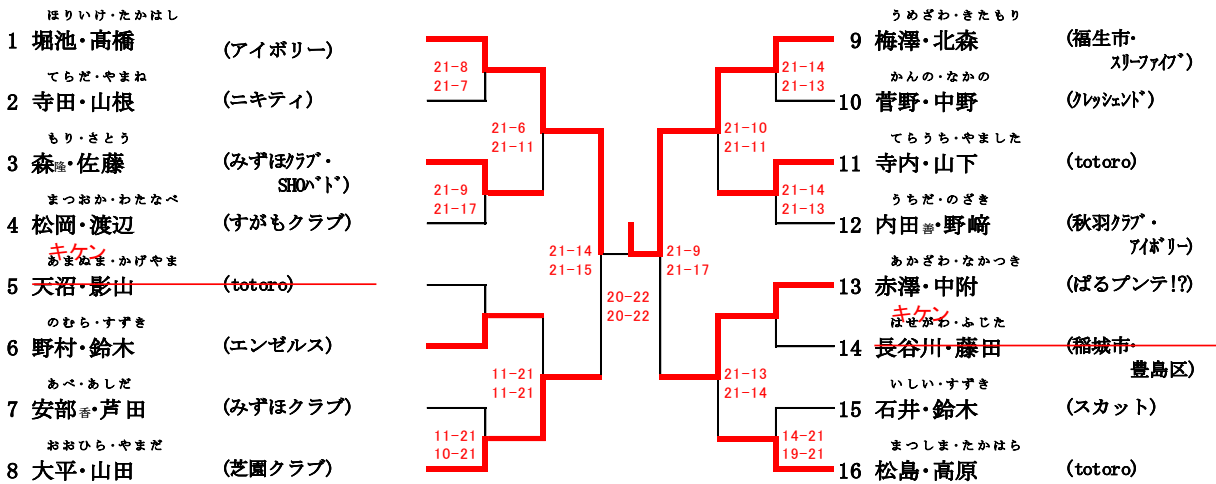 ほりいけ・たかはし
1 堀池・髙橋 (アイボリー)
てらだ・やまね
2 寺田・山根 (ニキティ)
もり・さとう
3 森隆・佐藤 (みずほクラブ・
SHOバド)
まつおか・わたなべ
4 松岡・渡辺 (すがもクラブ)
キケン
あまぬま・かげやま
5 天沼・影山 (totoro)
のむら・すずき
6 野村・鈴木 (エンゼルス)
あべ・あしだ
7 安部香・芦田 (みずほクラブ)
おおひら・やまだ
8 大平・山田 (芝園クラブ)
21-8
21-7
21-6
21-11
21-9
21-17
21-14
21-15
11-21
11-21
11-21
10-21
20-22
20-22
21-9
21-17
21-14
21-13
21-10
21-11
21-14
21-13
21-13
21-14
14-21
19-21
うめざわ・きたもり
9 梅澤・北森 (福生市・
スリーファイブ)
かんの・なかの
10 菅野・中野 (クレッシェンド)
てらうち・やました
11 寺内・山下 (totoro)
うちだ・のざき
12 内田善・野﨑 (秋羽クラブ・
アイボリー)
あかざわ・なかつき
13 赤澤・中附 (ぱるプンテ!?)
キケン
はせがわ・ふじた
14 長谷川・藤田 (稲城市・
豊島区)
いしい・すずき
15 石井・鈴木 (スカット)
まつしま・たかはら
16 松島・高原 (totoro)